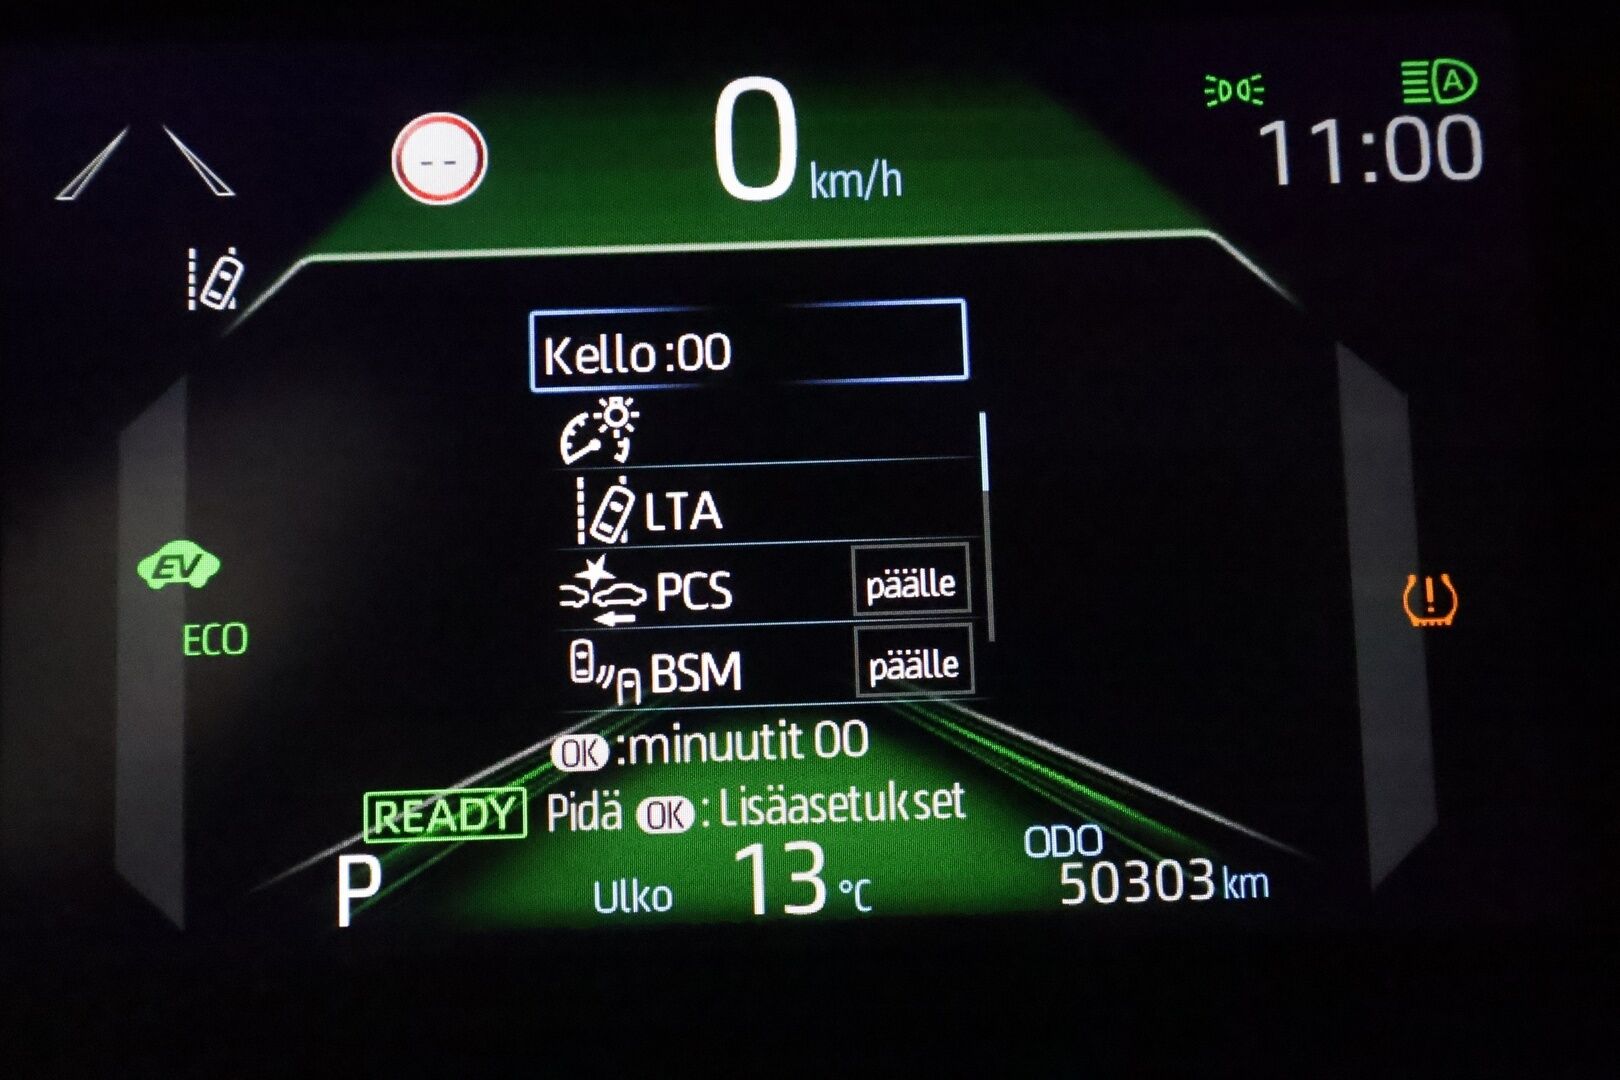 0 km/h
A
11:00
--
Kello :00
LTA
PCS päälle
BSM päälle
EV
ECO
OK :minuutit 00
READY
Pidä OK : Lisäasetukset
P
Ulko 13 °C
ODO
50303 km